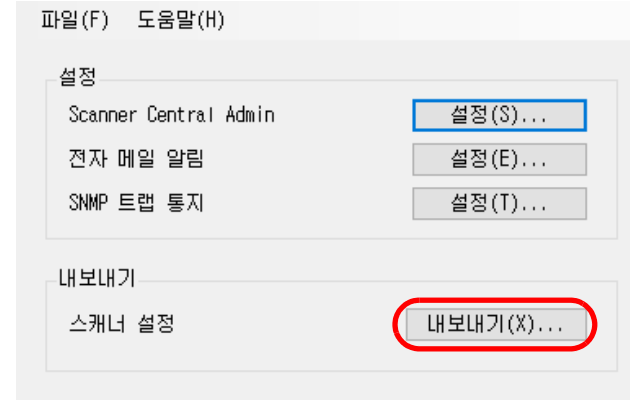 파일(F) 도움말(H)
설정
Scanner Central Admin 설정(S)...
전자 메일 알림 설정(E)...
SNMP 트랩 통지 설정(T)...
내보내기
스캐너 설정 내보내기(X)...